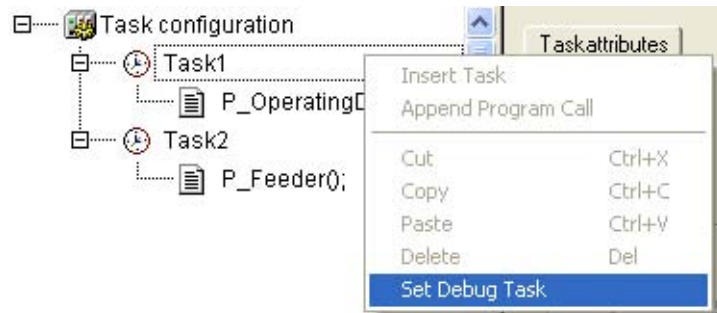 Task configuration
Taskattributes
Task1
Insert Task
P_Operating
Append Program Call
Task2
Cut Ctrl+X
P_Feeder();
Copy Ctrl+C
Paste Ctrl+V
Delete Del
Set Debug Task